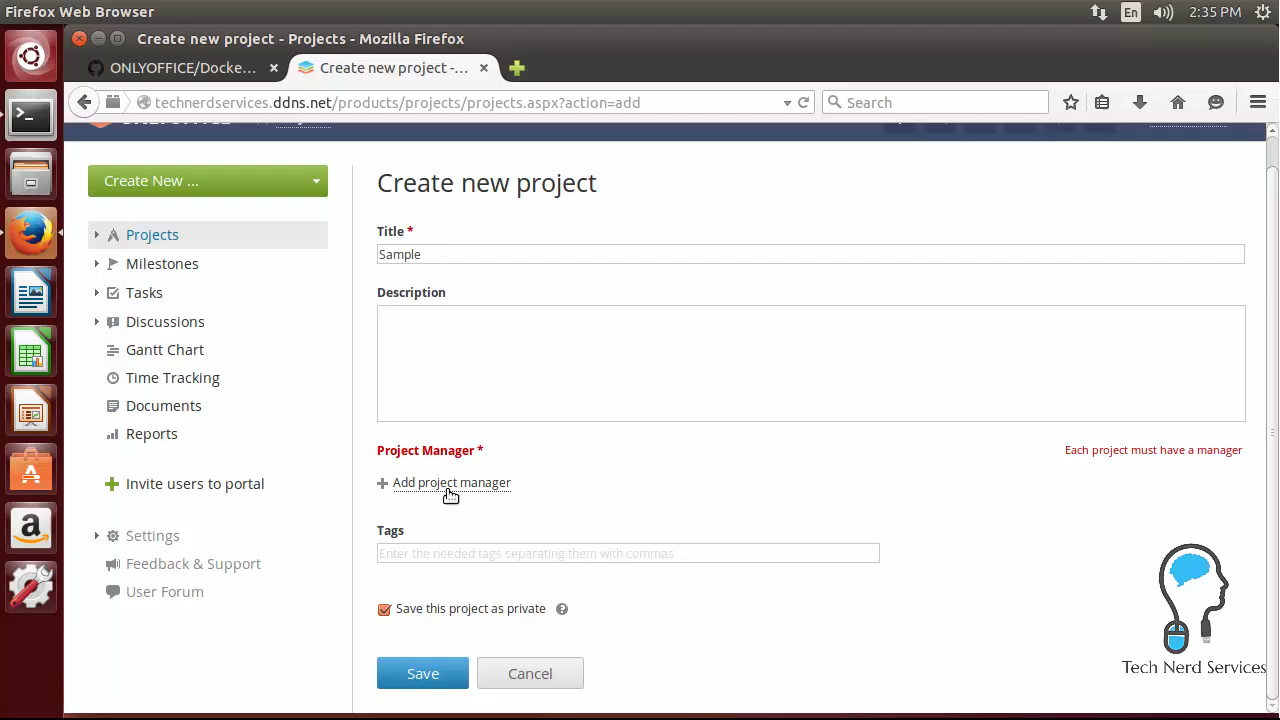 Firefox Web Browser
En
2:35 PM
Create new project - Projects - Mozilla Firefox
ONLYOFFICE/Docke...
Create new project -...
technerdservices.ddns.net/products/projects/projects.aspx?action=add
Search
Create New ...
Projects
Milestones
Tasks
Discussions
Gantt Chart
Time Tracking
Documents
Reports
Invite users to portal
Settings
Feedback & Support
User Forum
Create new project
Title *
Sample
Description
Project Manager *
Each project must have a manager
Add project manager
Tags
Enter the needed tags separating them with commas
Save this project as private ?
Save
Cancel
Tech Nerd Services